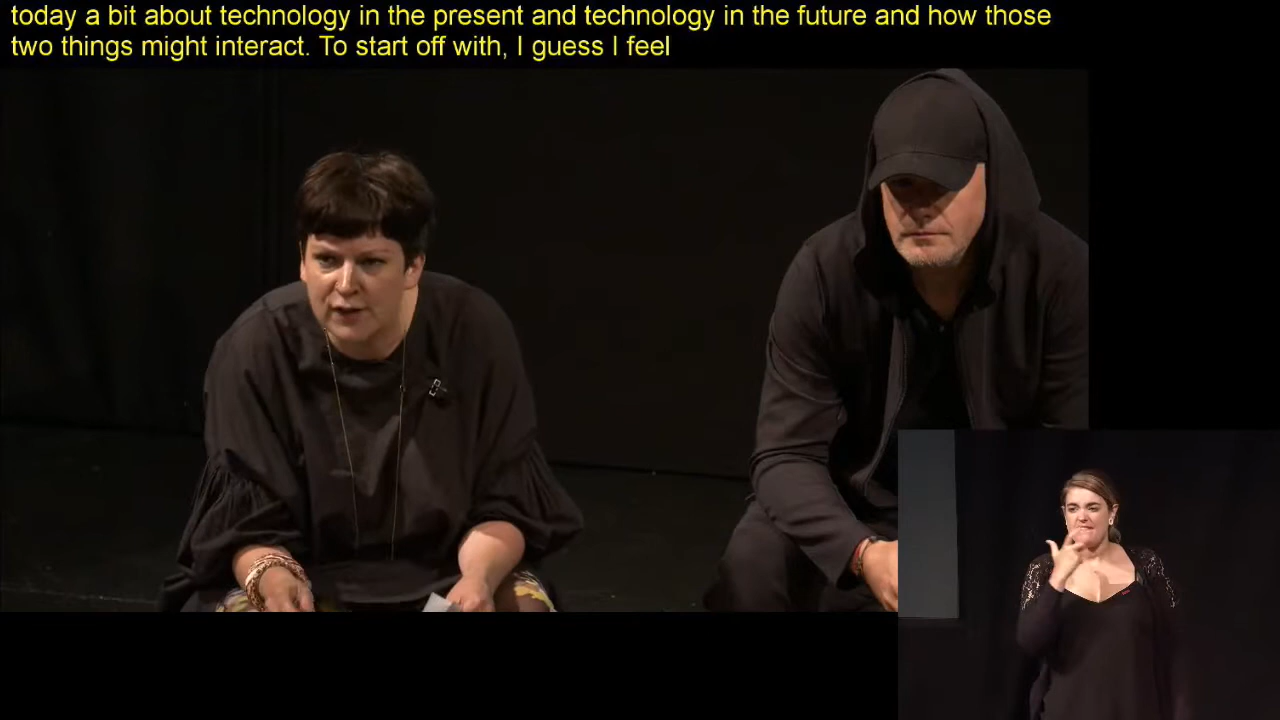 today a bit about technology in the present and technology in the future and how those
two things might interact. To start off with, I guess I feel